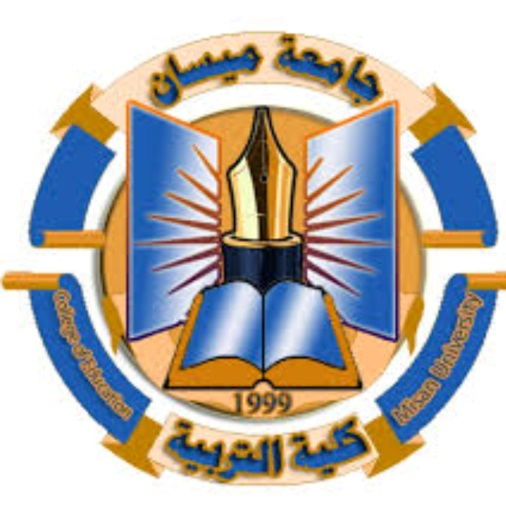 جامعة ميسان
College of Education
Misan University
1999
كلية التربية